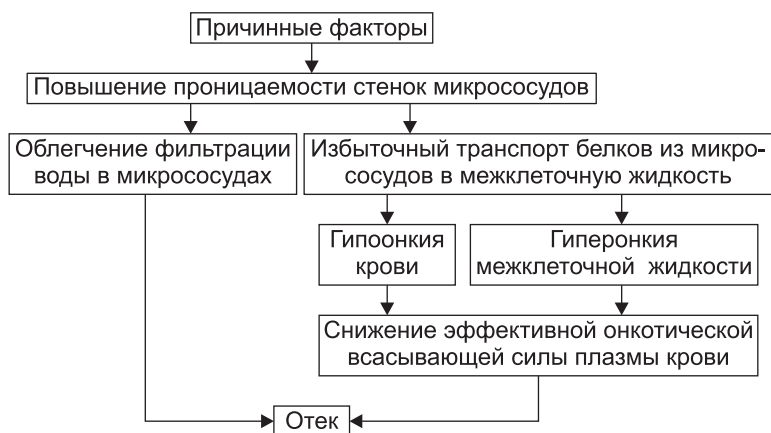 Причинные факторы
Повышение проницаемости стенок микрососудов
Облегчение фильтрации
воды в микрососудах
Избыточный транспорт белков из микро-
сосудов в межклеточную жидкость
Гипоонкия
крови
Гиперонкия
межклеточной жидкости
Снижение эффективной онкотической
всасывающей силы плазмы крови
Отек